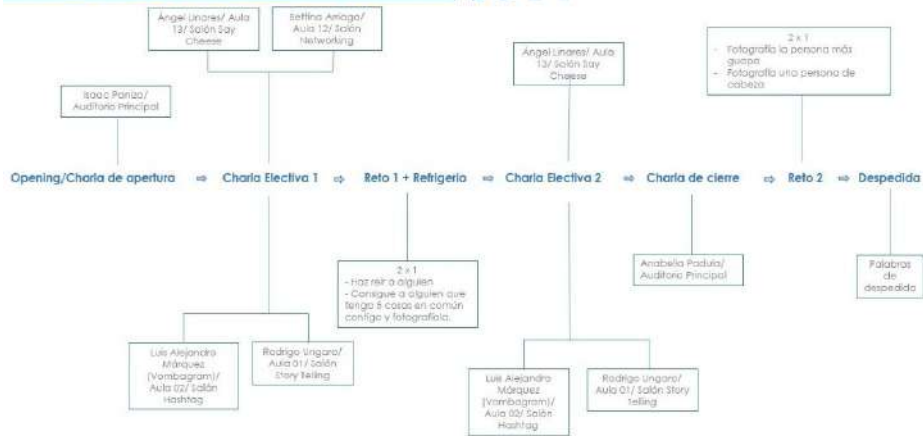 Ángel Linares/ Aula
13/ Salón Say
Cheese
Bettina Arriaga/
Aula 12/ Salón
Networking
Ángel Linares/ Aula
13/ Salón Say
Cheese
2 x 1
- Fotografía la persona más
guapa
- Fotografía una persona de
cabeza
Isaac Paniza/
Auditorio Principal
Opening/Charla de apertura ⇨ Charla Electiva 1 ⇨ Reto 1 + Refrigerio ⇨ Charla Electiva 2 ⇨ Charla de cierre ⇨ Reto 2 ⇨ Despedida
2 x 1
- Haz reír a alguien
- Consigue a alguien que
tenga 5 cosas en común
contigo y fotografíala.
Anabella Padula/
Auditorio Principal
Palabras
de
despedida
Luis Alejandro
Márquez
(Vambagram)/
Aula 02/ Salón
Hashtag
Rodrigo Ungaro/
Aula 01/ Salón
Story Telling
Luis Alejandro
Márquez
(Vambagram)/
Aula 02/ Salón
Hashtag
Rodrigo Ungaro/
Aula 01/ Salón Story
Telling